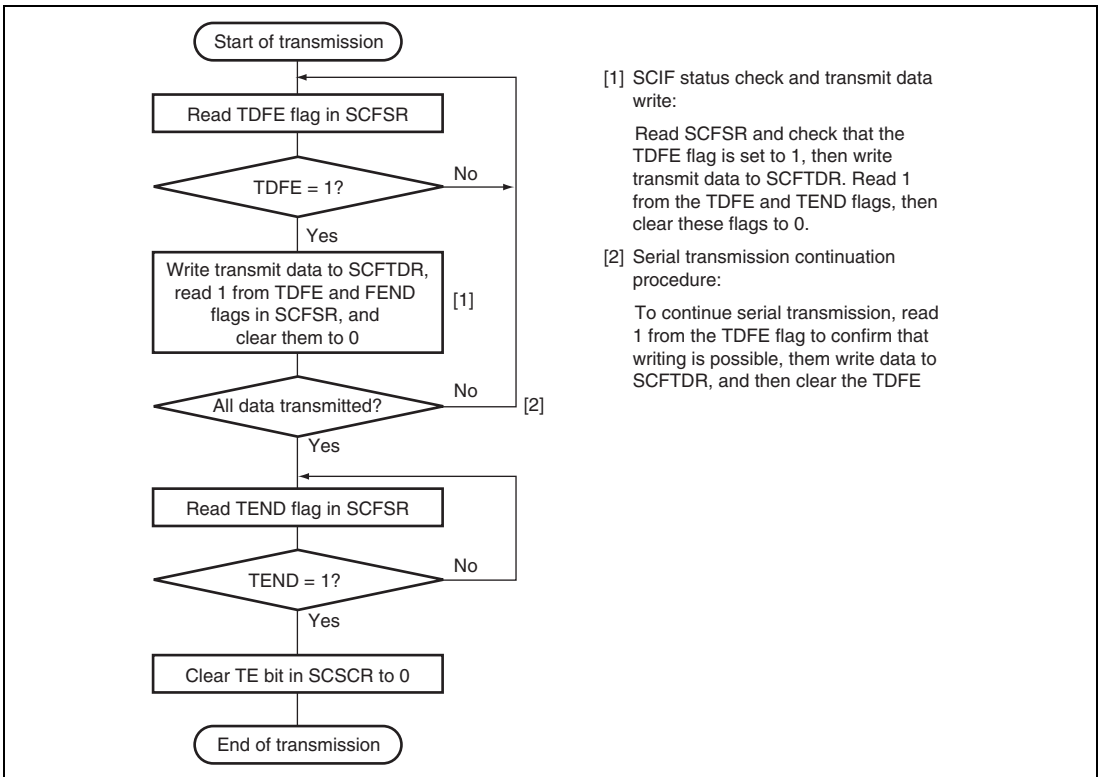 Start of transmission
Read TDFE flag in SCFSR
TDFE = 1?
No
Yes
Write transmit data to SCFTDR,
read 1 from TDFE and FEND
flags in SCFSR, and
clear them to 0
[1]
All data transmitted?
No
[2]
Yes
Read TEND flag in SCFSR
TEND = 1?
No
Yes
Clear TE bit in SCSCR to 0
End of transmission
[1] SCIF status check and transmit data
write:
Read SCFSR and check that the
TDFE flag is set to 1, then write
transmit data to SCFTDR. Read 1
from the TDFE and TEND flags, then
clear these flags to 0.
[2] Serial transmission continuation
procedure:
To continue serial transmission, read
1 from the TDFE flag to confirm that
writing is possible, them write data to
SCFTDR, and then clear the TDFE